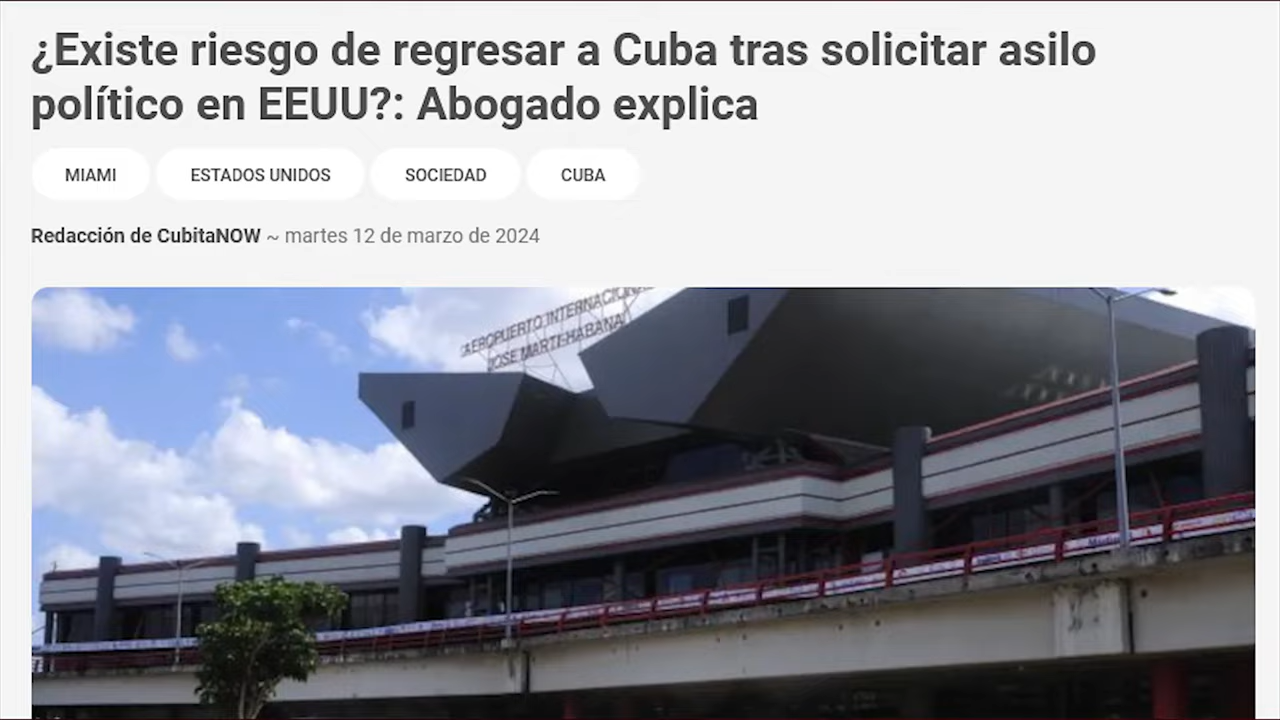 ¿Existe riesgo de regresar a Cuba tras solicitar asilo
político en EEUU?: Abogado explica
MIAMI
ESTADOS UNIDOS
SOCIEDAD
CUBA
Redacción de CubitaNOW ~ martes 12 de marzo de 2024
AEROPUERTO INTERNACIONAL
JOSE MARTI-HABANA